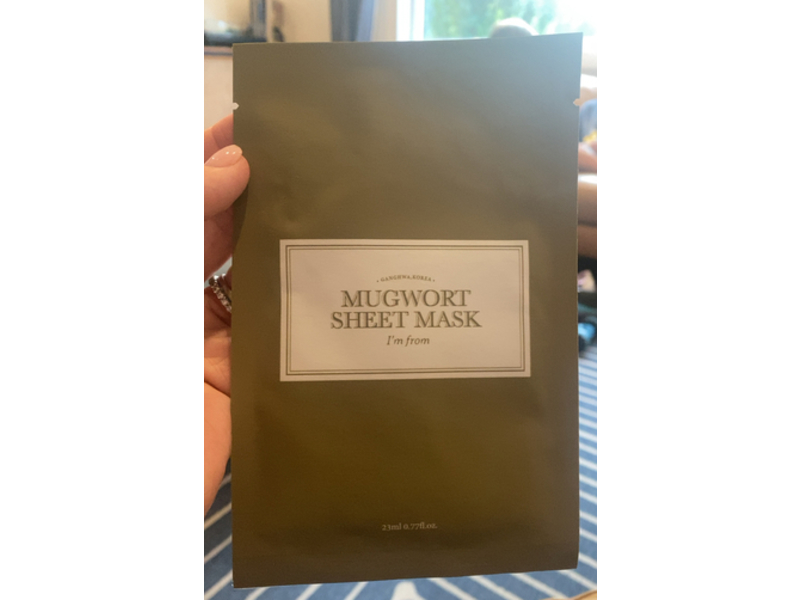 - GANGHWA, KOREA -
MUGWORT
SHEET MASK
I'm from
23ml 0.77fl.oz.